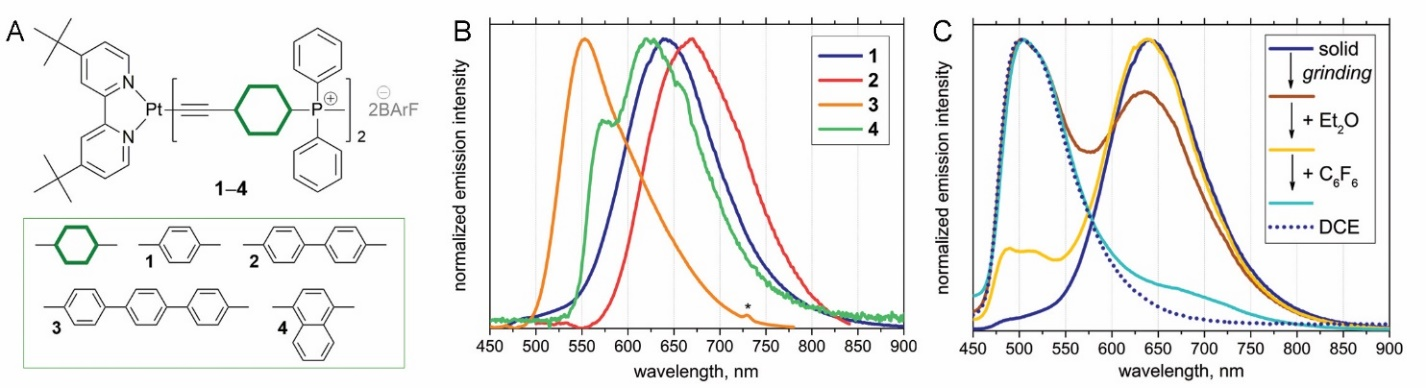 A
N
N
Pt
P
⊕
2
⊖
2BArF
1–4
1
2
3
4
B
normalized emission intensity
1
2
3
4
*
450 500 550 600 650 700 750 800 850 900
wavelength, nm
C
normalized emission intensity
solid
grinding
+ Et2O
+ C6F6
DCE
450 500 550 600 650 700 750 800 850 900
wavelength, nm